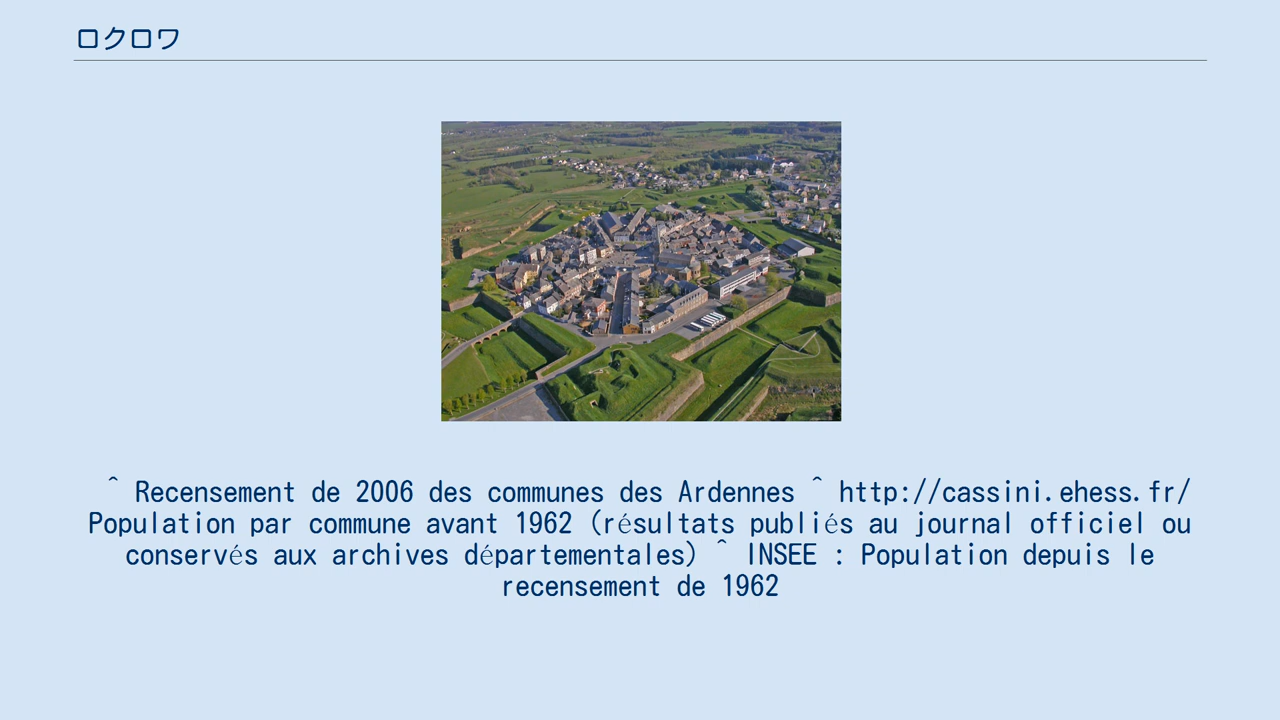 ロクロワ
^ Recensement de 2006 des communes des Ardennes ^ http://cassini.ehess.fr/
Population par commune avant 1962 (résultats publiés au journal officiel ou
conservés aux archives départementales) ^ INSEE : Population depuis le
recensement de 1962